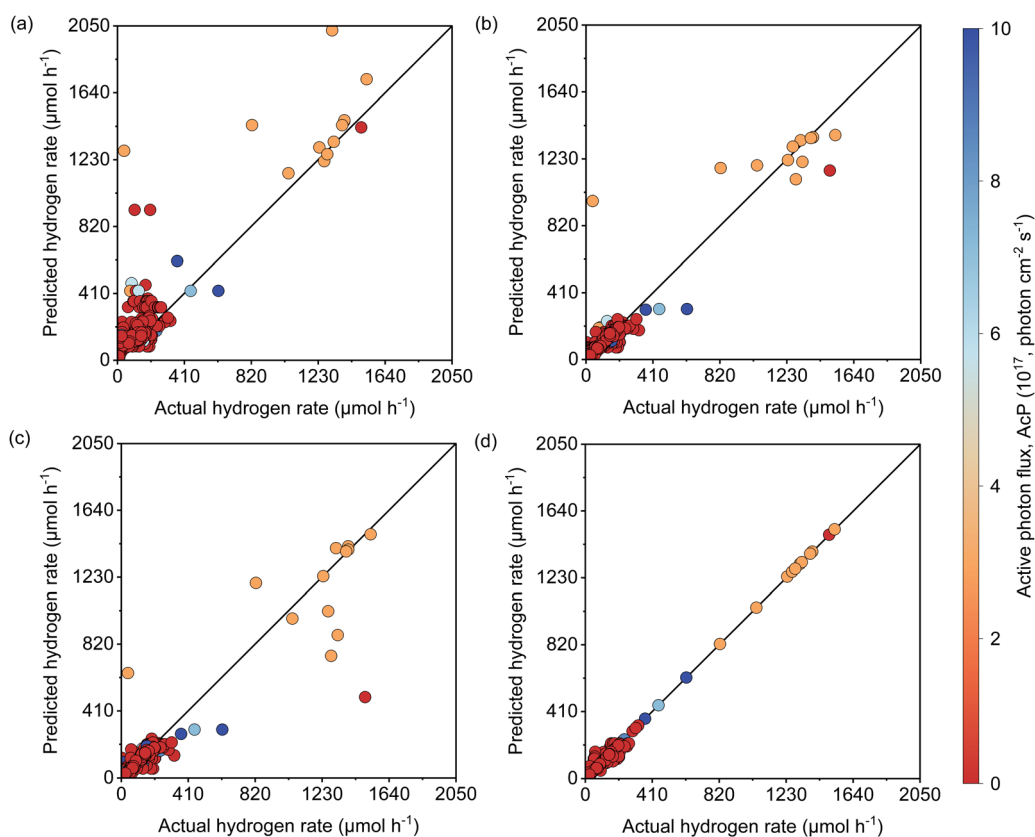 (a)
2050
1640
1230
820
410
0
Predicted hydrogen rate (µmol h⁻¹)
0 410 820 1230 1640 2050
Actual hydrogen rate (µmol h⁻¹)
(b)
2050
1640
1230
820
410
0
Predicted hydrogen rate (µmol h⁻¹)
0 410 820 1230 1640 2050
Actual hydrogen rate (µmol h⁻¹)
(c)
2050
1640
1230
820
410
0
Predicted hydrogen rate (µmol h⁻¹)
0 410 820 1230 1640 2050
Actual hydrogen rate (µmol h⁻¹)
(d)
2050
1640
1230
820
410
0
Predicted hydrogen rate (µmol h⁻¹)
0 410 820 1230 1640 2050
Actual hydrogen rate (µmol h⁻¹)
10
8
6
4
2
0
Active photon flux, AcP (10¹⁷, photon cm⁻² s⁻¹)